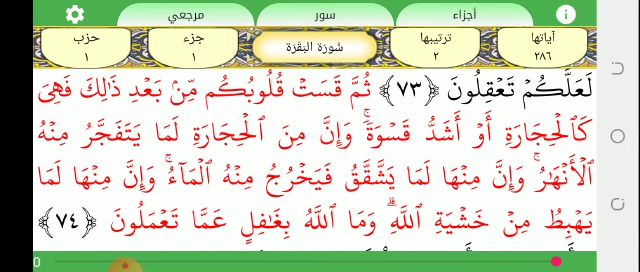 أجزاء سور مرجعي
آياتها ترتيبها سُورَة البَقَرَة جزء حزب
٢٨٦ ٢ ١ ١
لَعَلَّكُمْ تَعْقِلُونَ ﴿٧٣﴾ ثُمَّ قَسَتْ قُلُوبُكُم مِّنۢ بَعْدِ ذَٰلِكَ فَهِىَ
كَٱلْحِجَارَةِ أَوْ أَشَدُّ قَسْوَةً ۚ وَإِنَّ مِنَ ٱلْحِجَارَةِ لَمَا يَتَفَجَّرُ مِنْهُ
ٱلْأَنْهَٰرُ ۚ وَإِنَّ مِنْهَا لَمَا يَشَّقَّقُ فَيَخْرُجُ مِنْهُ ٱلْمَآءُ ۚ وَإِنَّ مِنْهَا لَمَا
يَهْبِطُ مِنْ خَشْيَةِ ٱللَّهِ ۗ وَمَا ٱللَّهُ بِغَٰفِلٍ عَمَّا تَعْمَلُونَ ﴿٧٤﴾
0